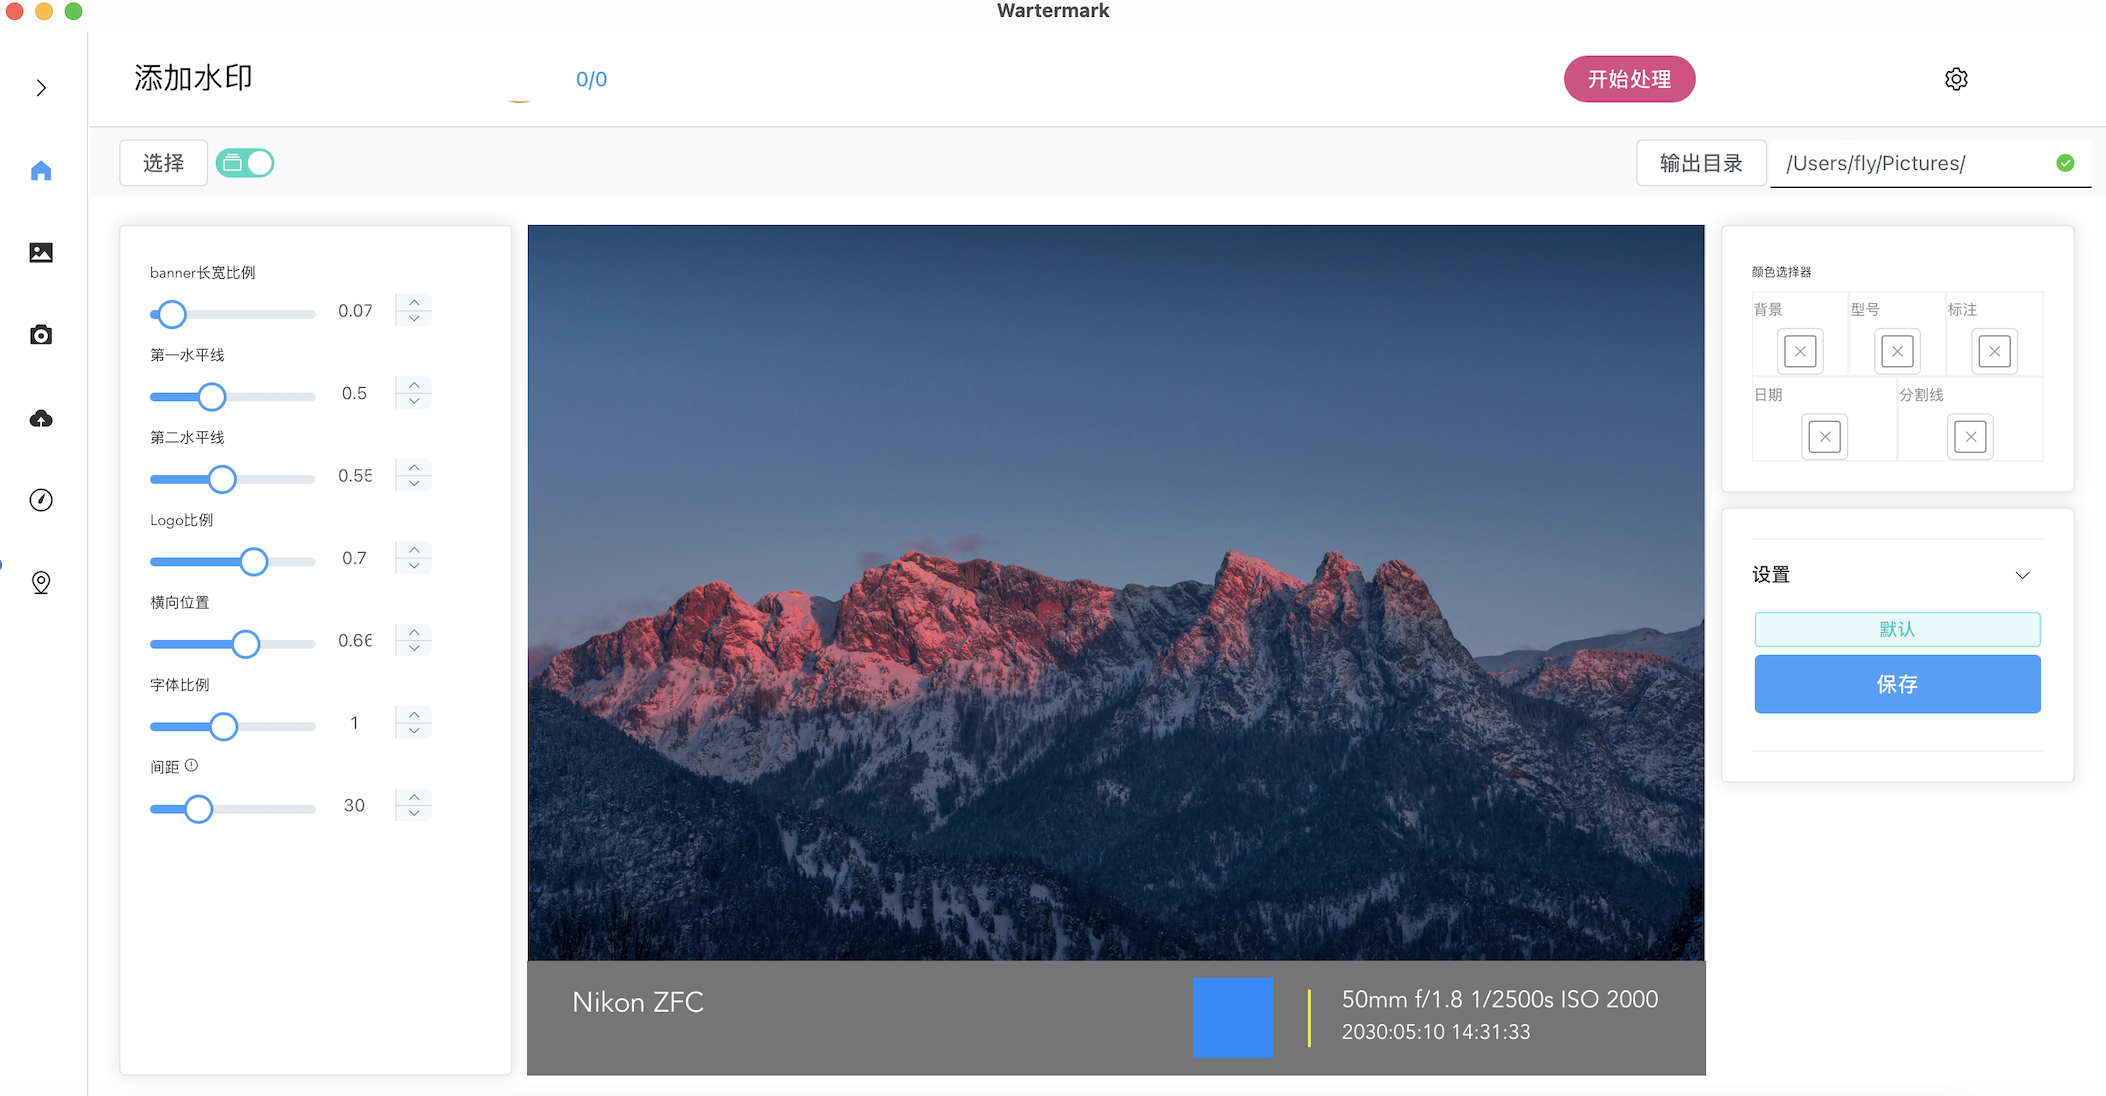 Wartermark
添加水印
0/0
开始处理
选择
输出目录
/Users/fly/Pictures/
banner长宽比例
0.07
第一水平线
0.5
第二水平线
0.55
Logo比例
0.7
横向位置
0.66
字体比例
1
间距
30
Nikon ZFC
50mm f/1.8 1/2500s ISO 2000
2030:05:10 14:31:33
颜色选择器
背景 型号 标注
日期 分割线
设置
默认
保存